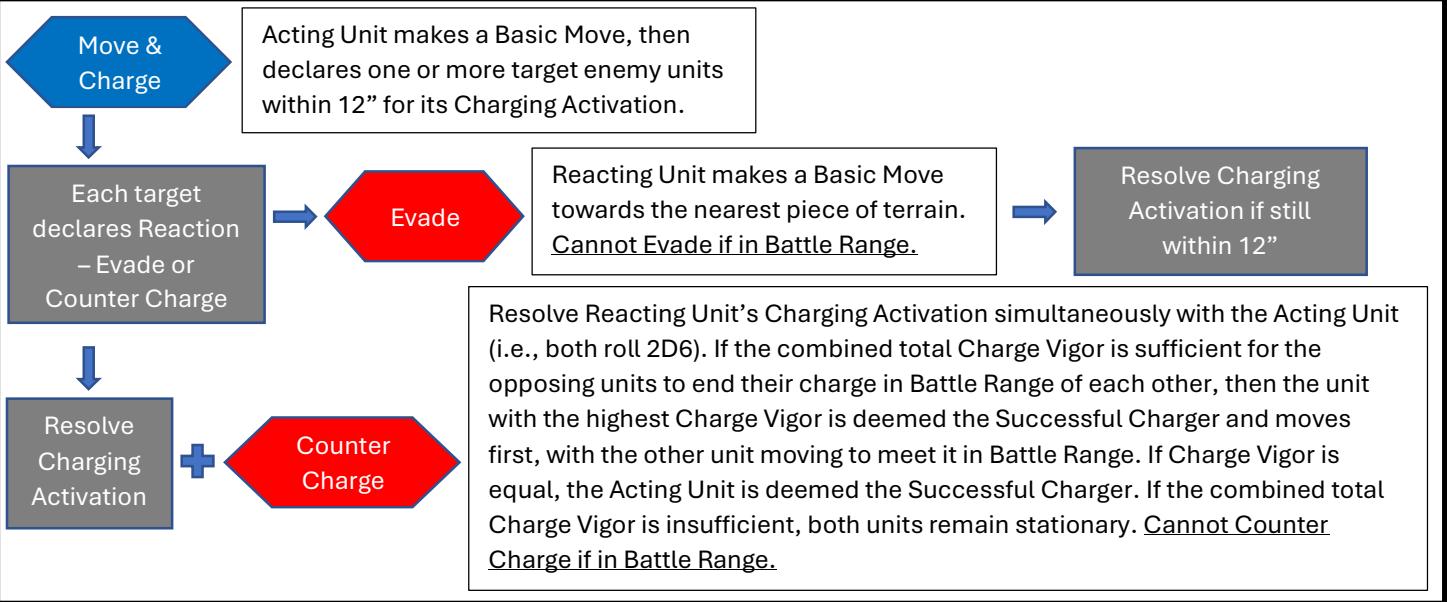 Move &
Charge
Acting Unit makes a Basic Move, then
declares one or more target enemy units
within 12” for its Charging Activation.
Each target
declares Reaction
– Evade or
Counter Charge
Evade
Reacting Unit makes a Basic Move
towards the nearest piece of terrain.
Cannot Evade if in Battle Range.
Resolve Charging
Activation if still
within 12”
Resolve
Charging
Activation
Counter
Charge
Resolve Reacting Unit’s Charging Activation simultaneously with the Acting Unit
(i.e., both roll 2D6). If the combined total Charge Vigor is sufficient for the
opposing units to end their charge in Battle Range of each other, then the unit
with the highest Charge Vigor is deemed the Successful Charger and moves
first, with the other unit moving to meet it in Battle Range. If Charge Vigor is
equal, the Acting Unit is deemed the Successful Charger. If the combined total
Charge Vigor is insufficient, both units remain stationary. Cannot Counter
Charge if in Battle Range.